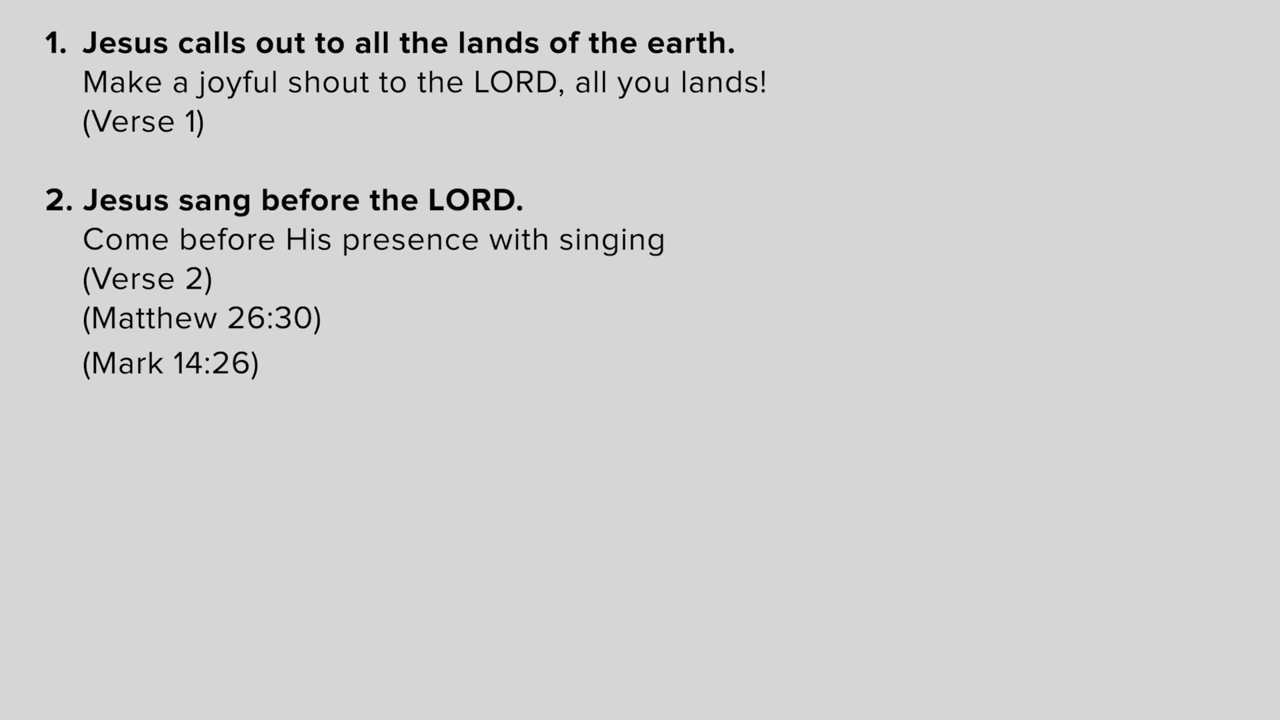 1. Jesus calls out to all the lands of the earth.
Make a joyful shout to the LORD, all you lands!
(Verse 1)
2. Jesus sang before the LORD.
Come before His presence with singing
(Verse 2)
(Matthew 26:30)
(Mark 14:26)